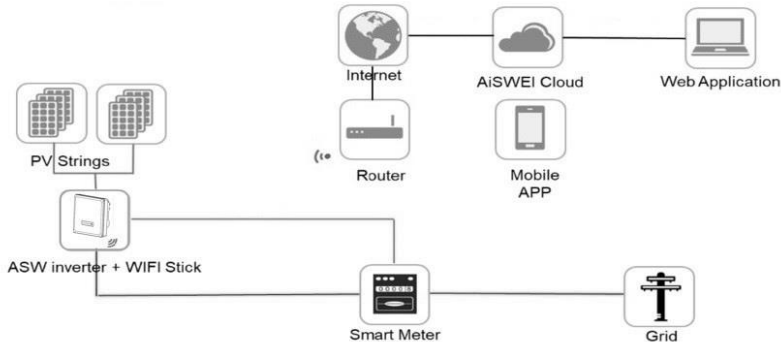 Internet
AiSWEI Cloud
Web Application
PV Strings
Router
Mobile
APP
ASW inverter + WIFI Stick
Smart Meter
Grid